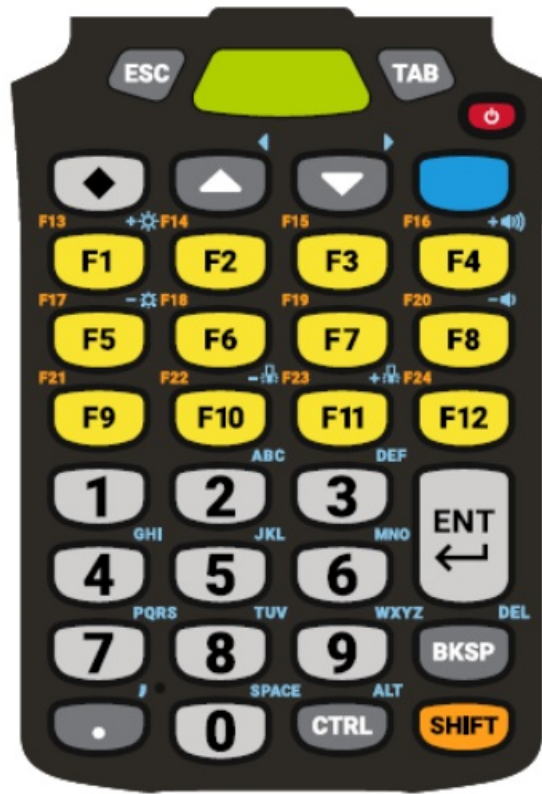 ESC TAB
F13 + F14 F15 F16 +
F1 F2 F3 F4
F17 - F18 F19 F20 -
F5 F6 F7 F8
F21 F22 - F23 + F24
F9 F10 F11 F12
ABC DEF
1 2 3 ENT
GHI JKL MNO
4 5 6
PQRS TUV WXYZ DEL
7 8 9 BKSP
, SPACE ALT
. 0 CTRL SHIFT